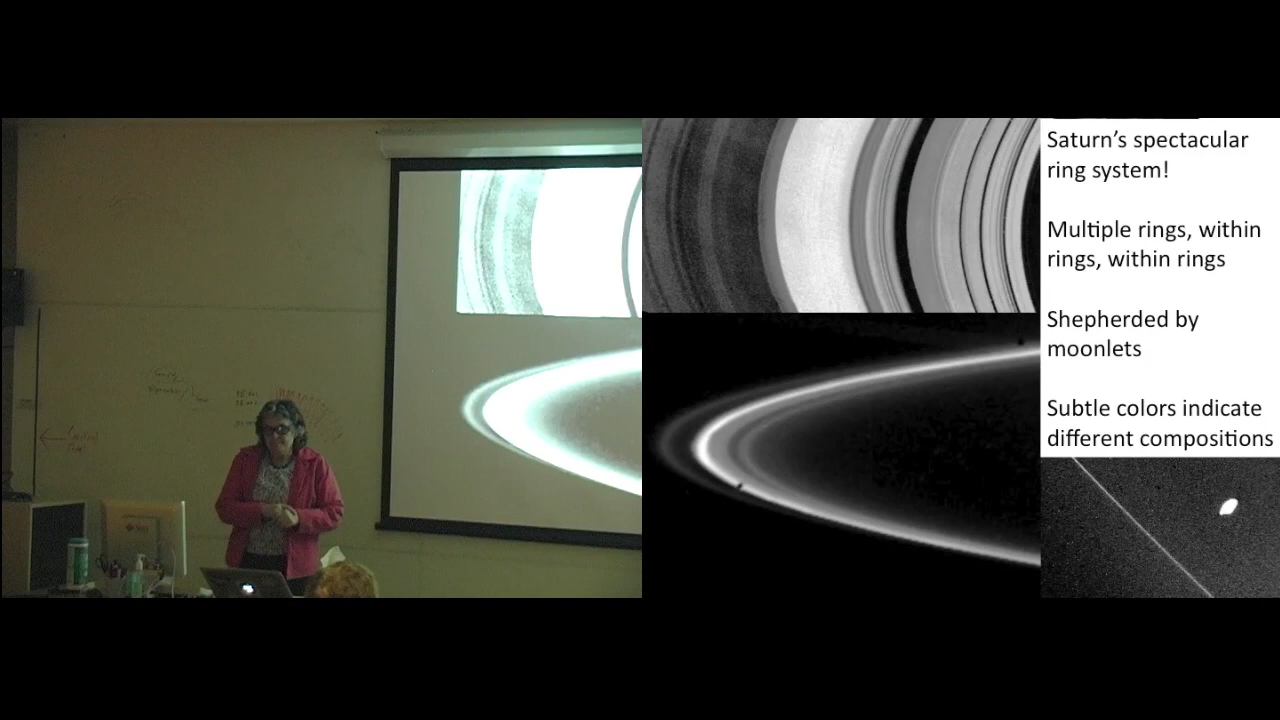 Saturn’s spectacular
ring system!
Multiple rings, within
rings, within rings
Shepherded by
moonlets
Subtle colors indicate
different compositions